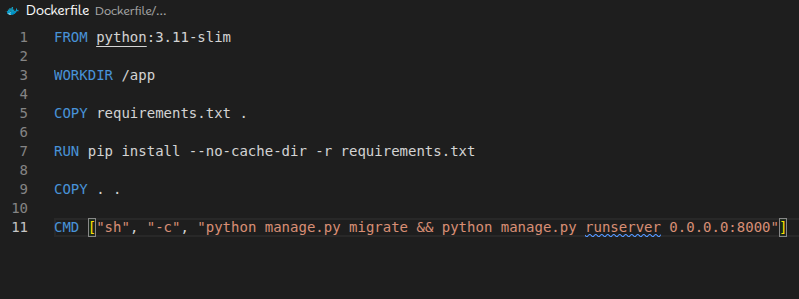 Dockerfile Dockerfile/...
1 FROM python:3.11-slim
2
3 WORKDIR /app
4
5 COPY requirements.txt .
6
7 RUN pip install --no-cache-dir -r requirements.txt
8
9 COPY . .
10
11 CMD ["sh", "-c", "python manage.py migrate && python manage.py runserver 0.0.0.0:8000"]